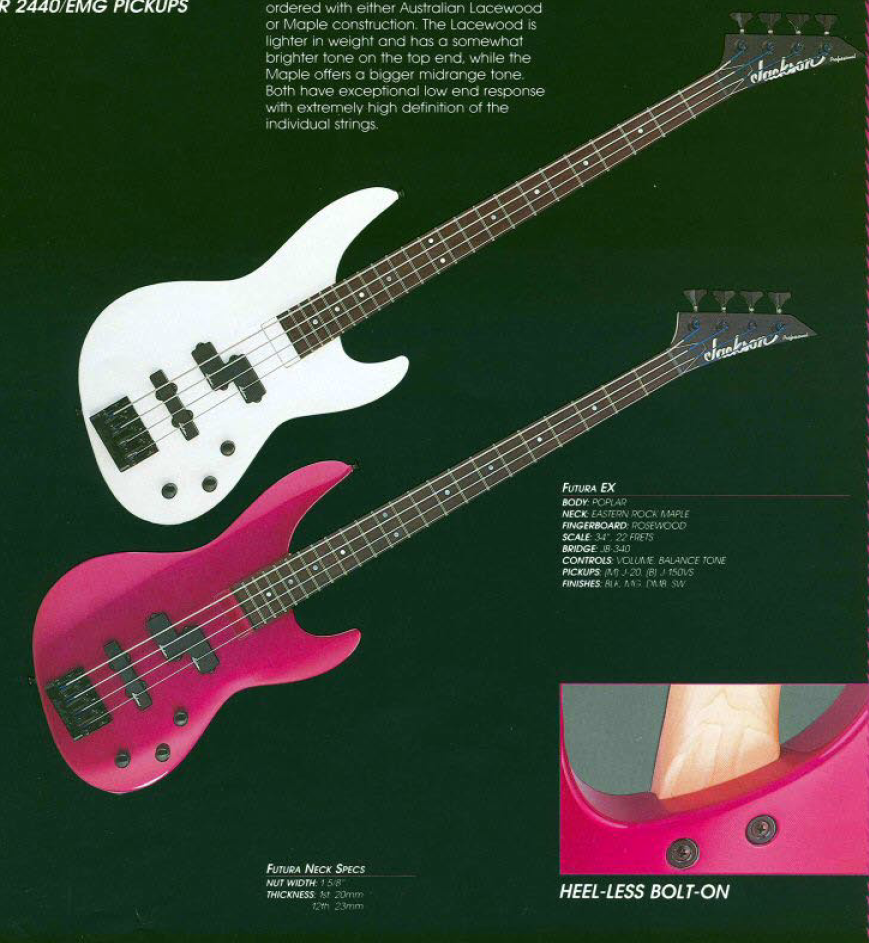 R 2440/EMG PICKUPS
ordered with either Australian Lacewood
or Maple construction. The Lacewood is
lighter in weight and has a somewhat
brighter tone on the top end, while the
Maple offers a bigger midrange tone.
Both have exceptional low end response
with extremely high definition of the
individual strings.
Jackson Professional
Jackson Professional
FUTURA EX
BODY: POPLAR
NECK: EASTERN ROCK MAPLE
FINGERBOARD: ROSEWOOD
SCALE: 34", 22 FRETS
BRIDGE: JB-340
CONTROLS: VOLUME, BALANCE TONE
PICKUPS: (M) J-20, (B) J-150VS
FINISHES: BLK, MG, DMB, SW
FUTURA NECK SPECS
NUT WIDTH: 1 5/8"
THICKNESS: 1st 20mm
12th 23mm
HEEL-LESS BOLT-ON